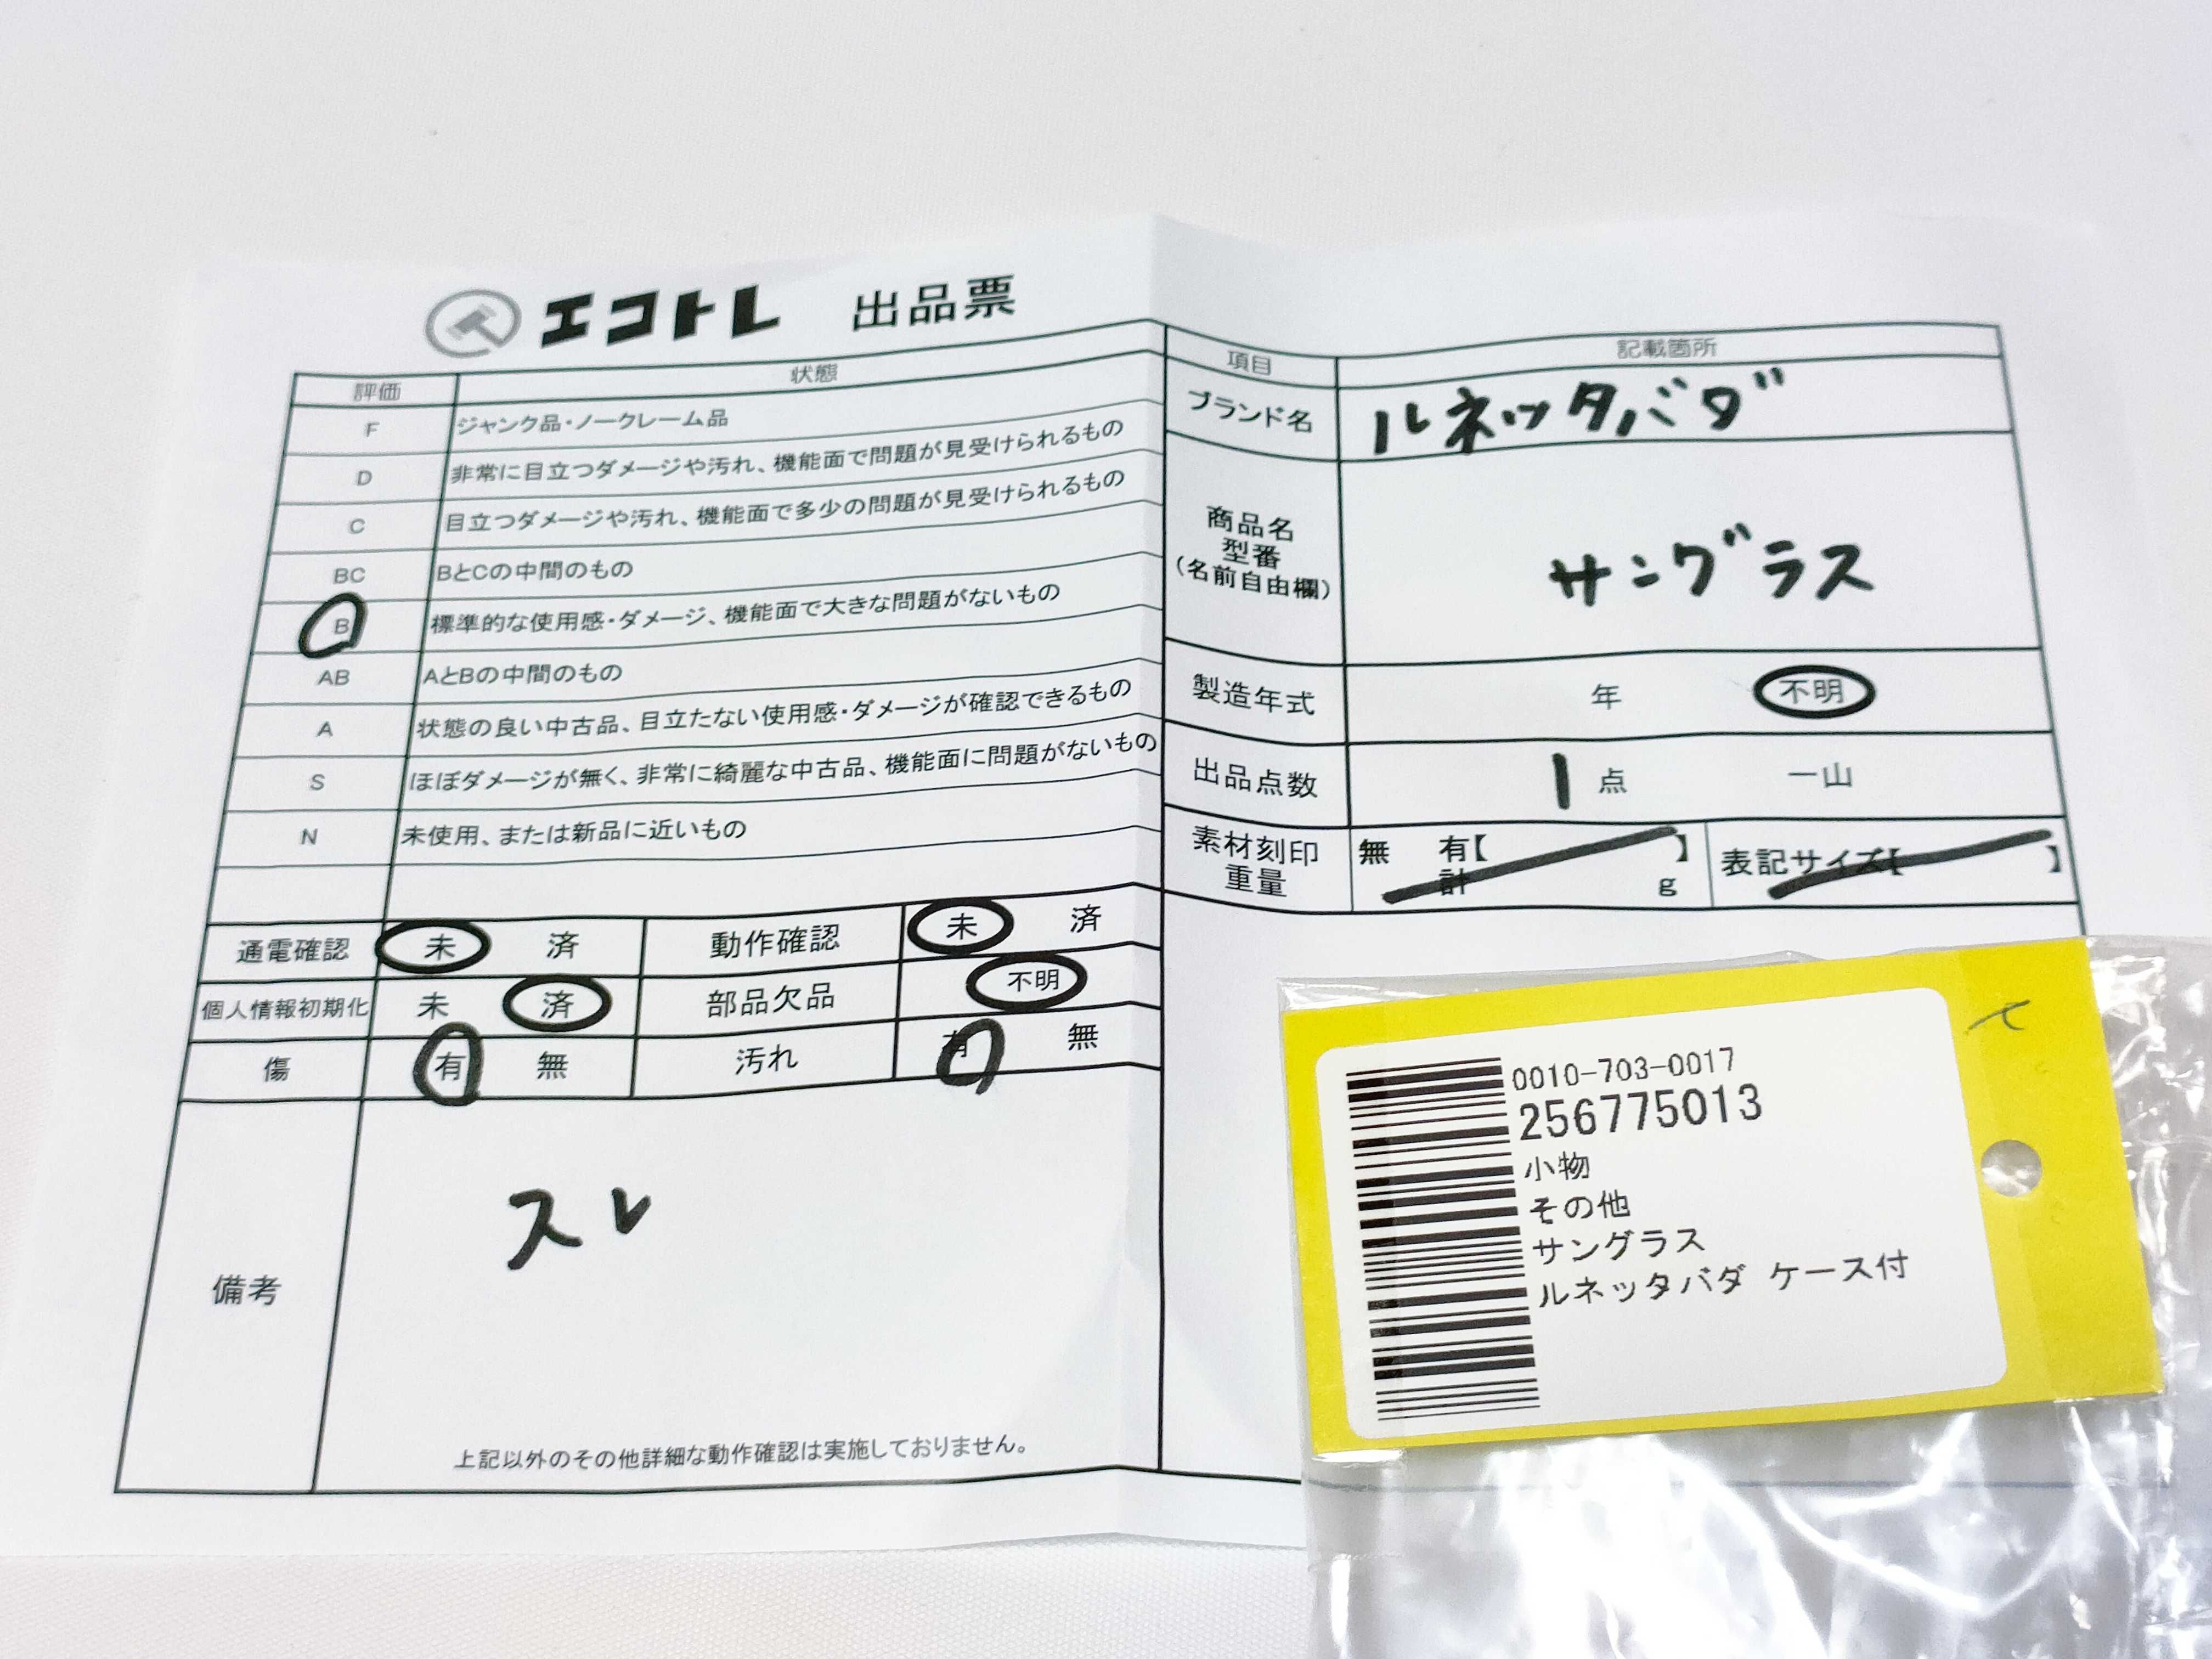 エコトレ 出品票
評価 状態
F ジャンク品・ノークレーム品
D 非常に目立つダメージや汚れ、機能面で問題が見受けられるもの
C 目立つダメージや汚れ、機能面で多少の問題が見受けられるもの
BC BとCの中間のもの
B 標準的な使用感・ダメージ、機能面で大きな問題がないもの
AB AとBの中間のもの
A 状態の良い中古品、目立たない使用感・ダメージが確認できるもの
S ほぼダメージが無く、非常に綺麗な中古品、機能面に問題がないもの
N 未使用、または新品に近いもの
通電確認 未 済 動作確認 未 済
個人情報初期化 未 済 部品欠品 不明
傷 有 無 汚れ 有 無
備考 スレ
上記以外のその他詳細な動作確認は実施しておりません。
項目 記載箇所
ブランド名 ルネッタバダ
商品名
型番
(名前自由欄)
サングラス
製造年式 年 不明
出品点数 1 点 一山
素材刻印 無 有【 】 表記サイズ【 】
重量 計 g
0010-703-0017
256775013
小物
その他
サングラス
ルネッタバダ ケース付